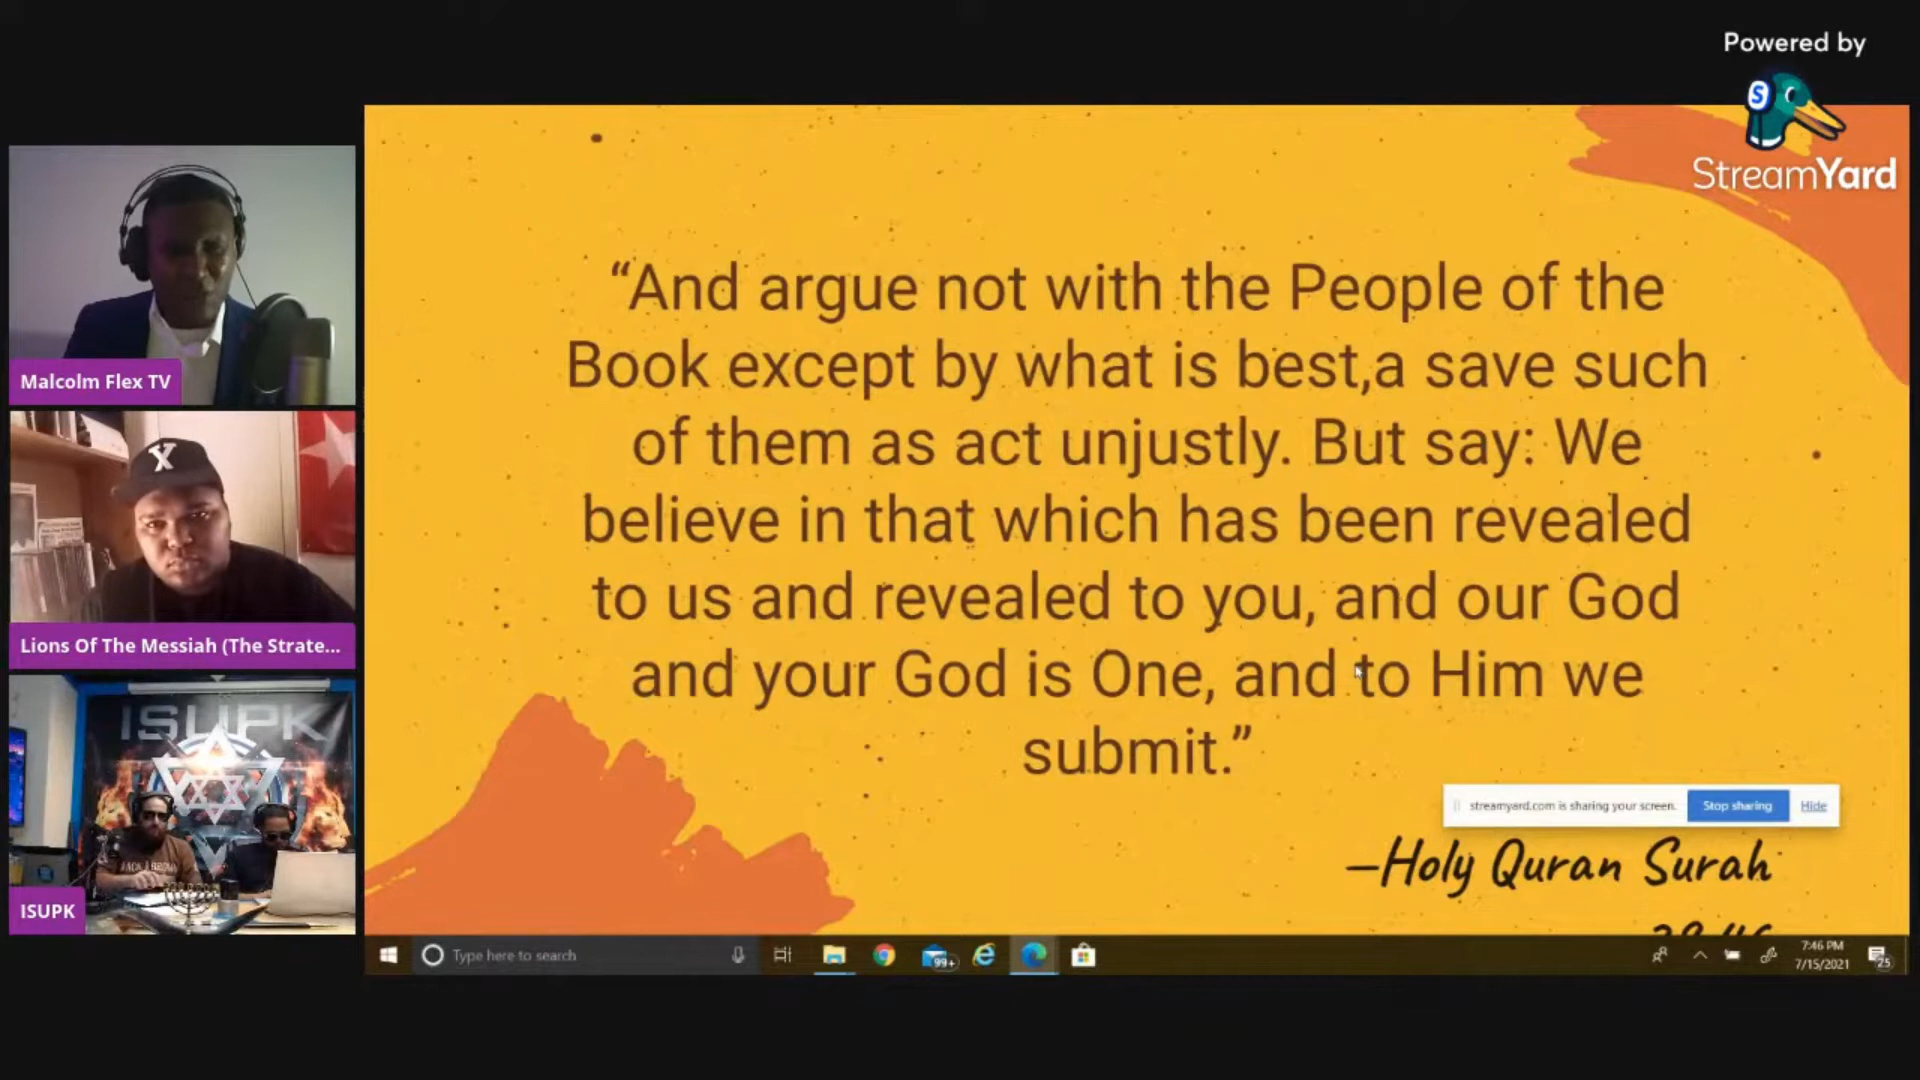 Powered by
StreamYard
Malcolm Flex TV
X
Lions Of The Messiah (The Strate...
ISUPK
ISUPK
“And argue not with the People of the
Book except by what is best,a save such
of them as act unjustly. But say: We
believe in that which has been revealed
to us and revealed to you, and our God
and your God is One, and to Him we
submit.”
streamyard.com is sharing your screen.
Stop sharing
Hide
–Holy Quran Surah
Type here to search
99+
7:46 PM
7/15/2021
25